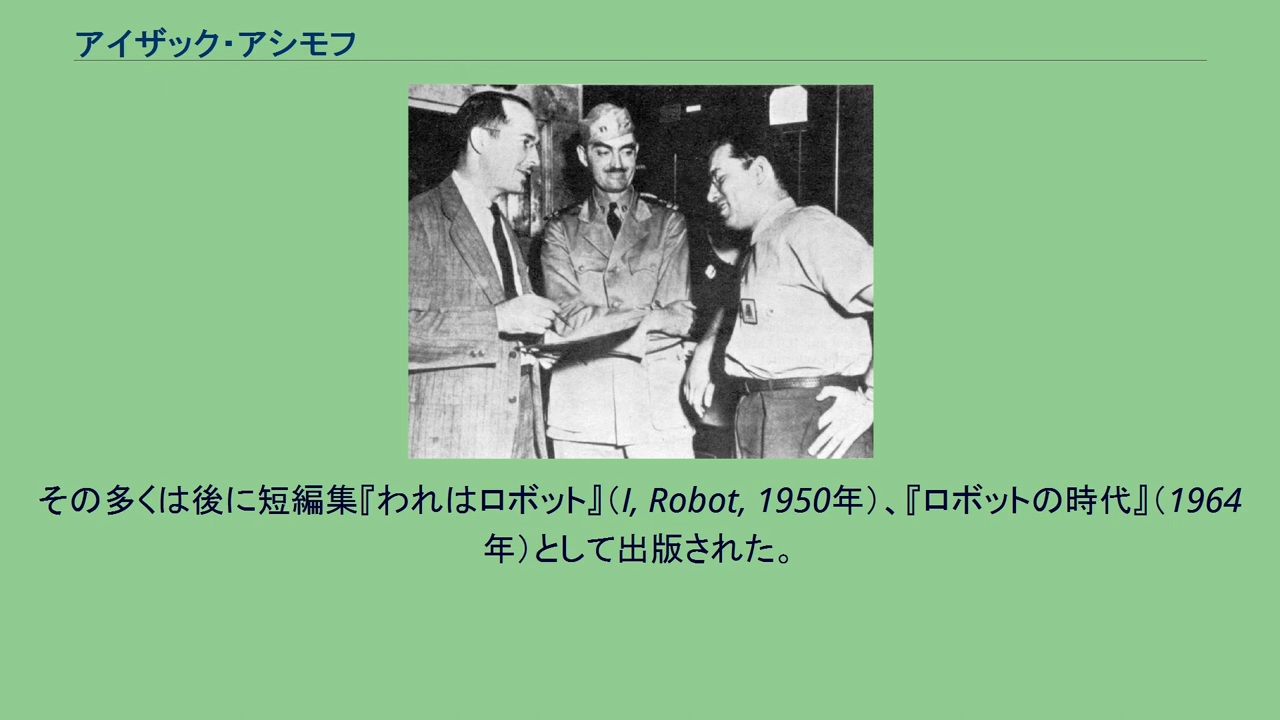 アイザック・アシモフ
その多くは後に短編集『われはロボット』（I, Robot, 1950年）、『ロボットの時代』（1964
年）として出版された。